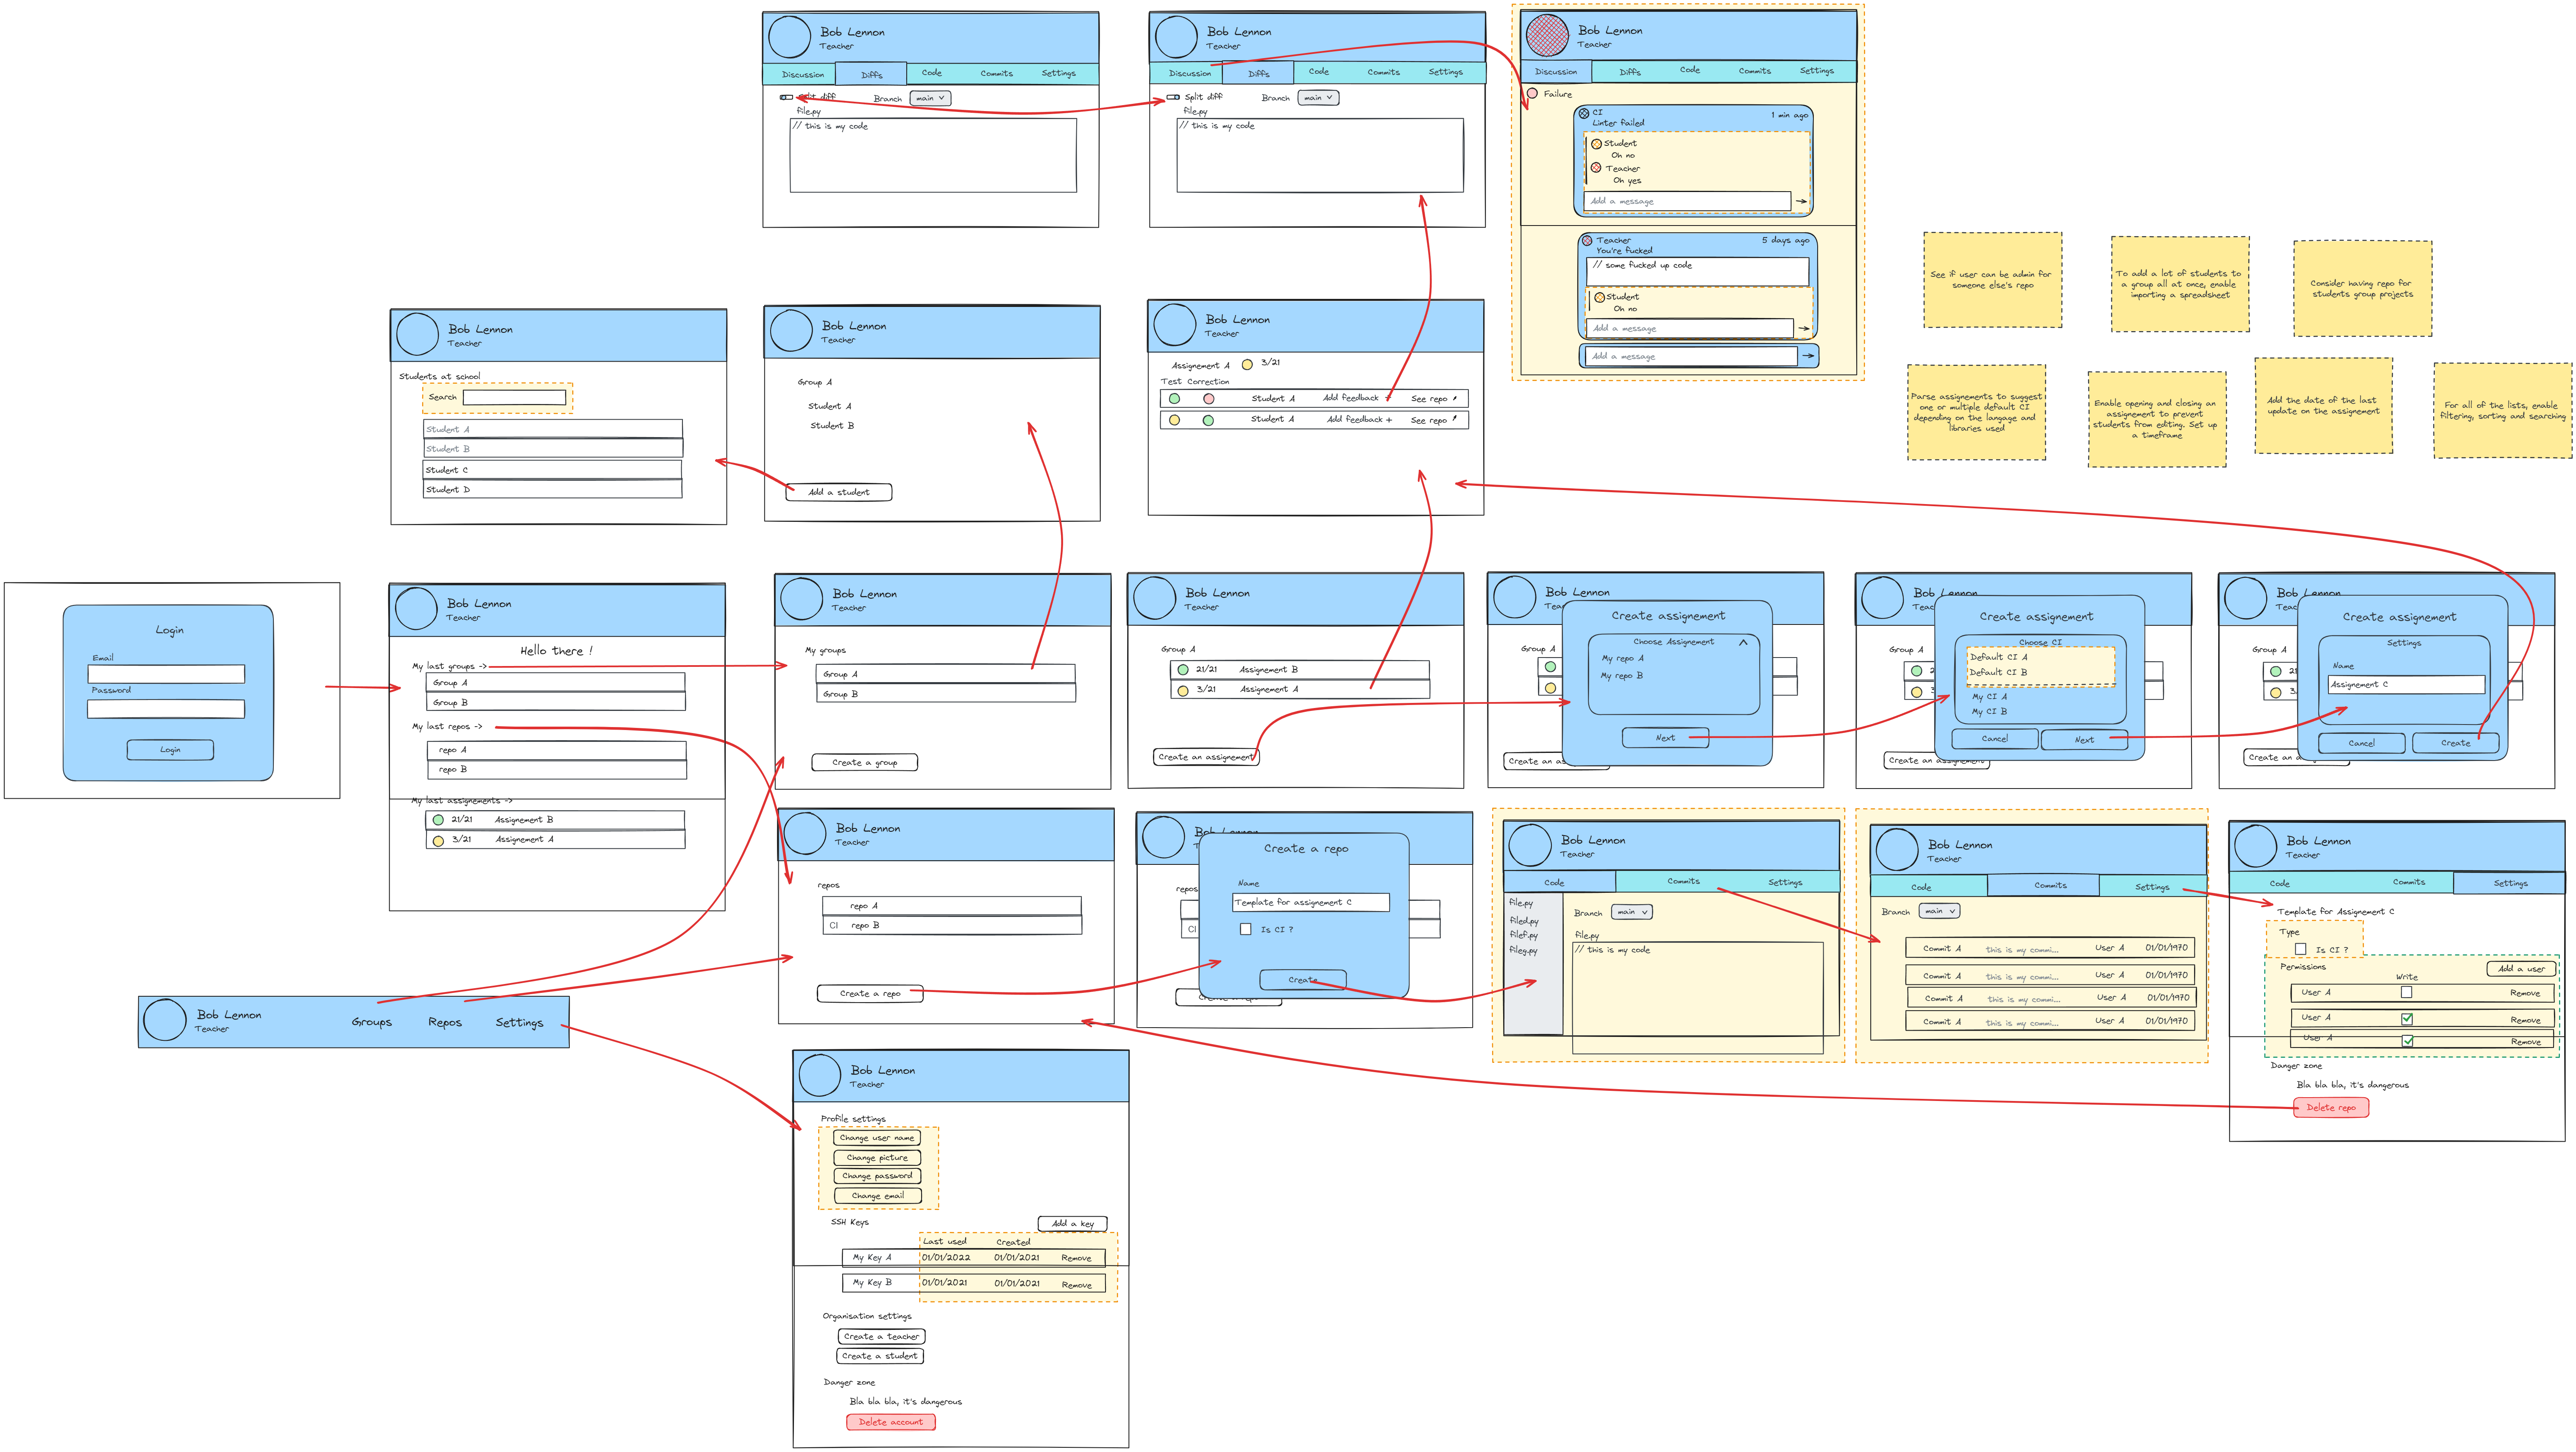 Bob Lennon
Teacher
Discussion
Diffs
Code
Commits
Settings
Split diff
Branch
main
file.py
// this is my code
Bob Lennon
Teacher
Discussion
Diffs
Code
Commits
Settings
Split diff
Branch
main
file.py
// this is my code
Bob Lennon
Teacher
Discussion
Diffs
Code
Commits
Settings
Failure
CI
1 min ago
Linter failed
Student
Oh no
Teacher
Oh yes
Add a message
Teacher
5 days ago
You're fucked
// some fucked up code
Student
Oh no
Add a message
Add a message
See if user can be admin for
someone else's repo
To add a lot of students to
a group all at once, enable
importing a spreadsheet
Consider having repo for
students group projects
Parse assignments to suggest
one or multiple default CI
depending on the langage and
libraries used
Enable opening and closing an
assignment to prevent
students from editing. Set up
a timeframe
Add the date of the last
update on the assignment
For all of the lists, enable
filtering, sorting and searching
Bob Lennon
Teacher
Students at school
Search
Student A
Student B
Student C
Student D
Bob Lennon
Teacher
Group A
Student A
Student B
Add a student
Bob Lennon
Teacher
Assignement A
3/21
Test Correction
Student A
Add feedback +
See repo
Student A
Add feedback +
See repo
Login
Email
Password
Login
Bob Lennon
Teacher
Hello there !
My last groups ->
Group A
Group B
My last repos ->
repo A
repo B
My last assignements ->
21/21
Assignement B
3/21
Assignement A
Bob Lennon
Teacher
My groups
Group A
Group B
Create a group
Bob Lennon
Teacher
Group A
21/21
Assignement B
3/21
Assignement A
Create an assignement
Bob Lennon
Teac
Group A
Create an as
Create assignement
Choose Assignement
My repo A
My repo B
Next
Bob Lennon
Teac
Group A
2
3
Create an assignement
Create assignement
Choose CI
Default CI A
Default CI B
My CI A
My CI B
Cancel
Next
Bob Lennon
Teac
Group A
21
3
Create an a
Create assignement
Settings
Name
Assignement C
Cancel
Create
Bob Lennon
Teacher
repos
repo A
CI
repo B
Create a repo
Bob Lennon
T
repos
CI
Create a repo
Create a repo
Name
Template for assignement C
Is CI ?
Create
Bob Lennon
Teacher
Code
Commits
Settings
file.py
filed.py
filef.py
fileg.py
Branch
main
file.py
// this is my code
Bob Lennon
Teacher
Code
Commits
Settings
Branch
main
Commit A
this is my commi...
User A
01/01/1970
Commit A
this is my commi...
User A
01/01/1970
Commit A
this is my commi...
User A
01/01/1970
Commit A
this is my commi...
User A
01/01/1970
Bob Lennon
Teacher
Code
Commits
Settings
Template for Assignment C
Type
Is CI ?
Permissions
Write
Add a user
User A
Remove
User A
Remove
User A
Remove
Danger zone
Bla bla bla, it's dangerous
Delete repo
Bob Lennon
Teacher
Groups
Repos
Settings
Bob Lennon
Teacher
Profile settings
Change user name
Change picture
Change password
Change email
SSH Keys
Add a key
Last used
Created
My Key A
01/01/2022
01/01/2021
Remove
My Key B
01/01/2021
01/01/2021
Remove
Organisation settings
Create a teacher
Create a student
Danger zone
Bla bla bla, it's dangerous
Delete account